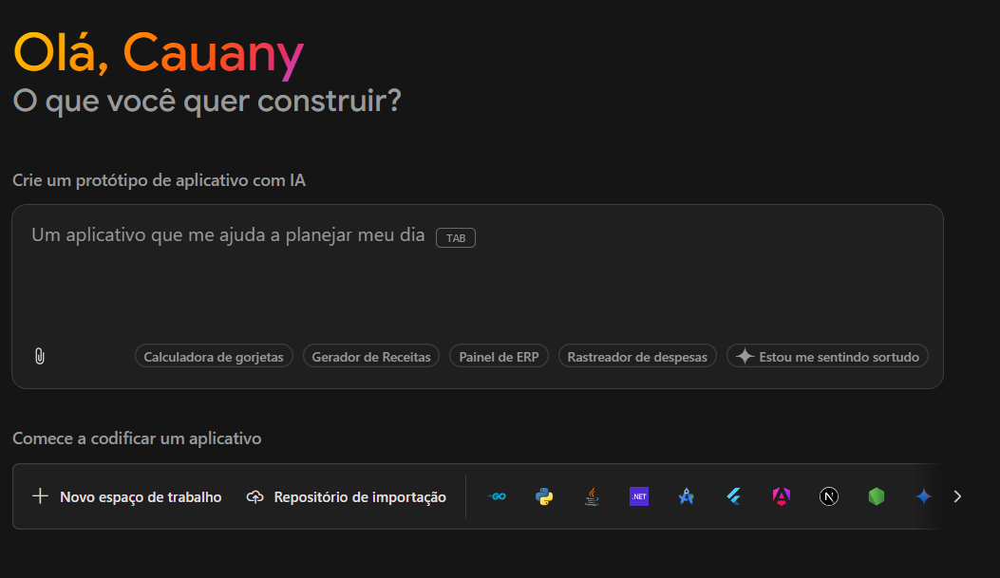 Olá, Cauany
O que você quer construir?
Crie um protótipo de aplicativo com IA
Um aplicativo que me ajuda a planejar meu dia TAB
Calculadora de gorjetas Gerador de Receitas Painel de ERP Rastreador de despesas Estou me sentindo sortudo
Comece a codificar um aplicativo
Novo espaço de trabalho Repositório de importação GO .NET N